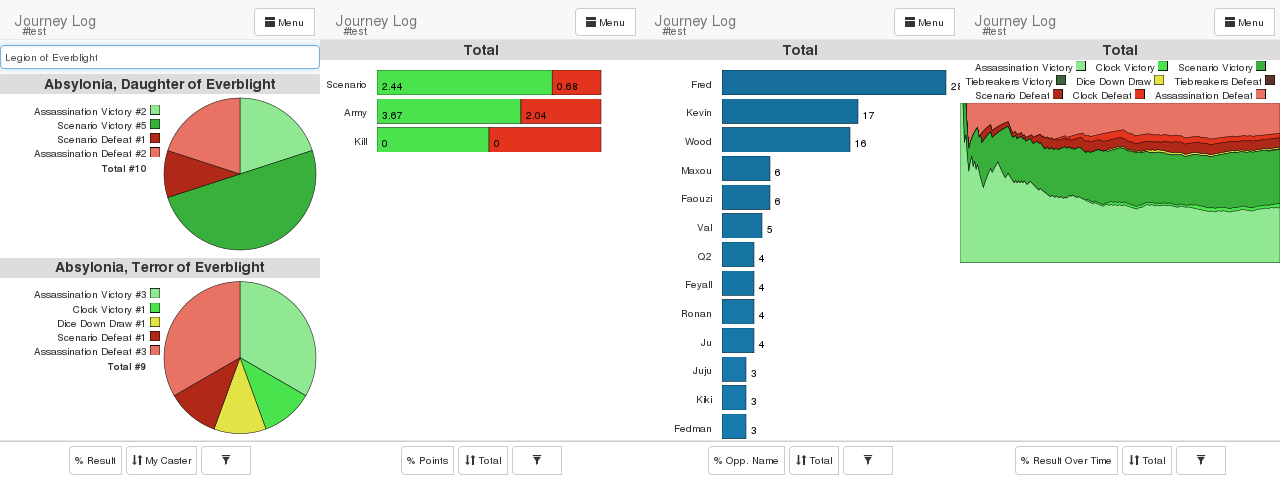 Journey Log
#test
Menu
Legion of Everblight
Absylonia, Daughter of Everblight
Assassination Victory #2
Scenario Victory #5
Scenario Defeat #1
Assassination Defeat #2
Total #10
Absylonia, Terror of Everblight
Assassination Victory #3
Clock Victory #1
Dice Down Draw #1
Scenario Defeat #1
Assassination Defeat #3
Total #9
% Result
My Caster
Journey Log
#test
Menu
Total
Scenario 2.44 0.68
Army 3.67 2.04
Kill 0 0
% Points
Total
Journey Log
#test
Menu
Total
Fred 28
Kevin 17
Wood 16
Maxou 6
Faouzi 6
Val 5
Q2 4
Feyall 4
Ronan 4
Ju 4
Juju 3
Kiki 3
Fedman 3
% Opp. Name
Total
Journey Log
#test
Menu
Total
Assassination Victory Clock Victory Scenario Victory
Tiebreakers Victory Dice Down Draw Tiebreakers Defeat
Scenario Defeat Clock Defeat Assassination Defeat
% Result Over Time
Total